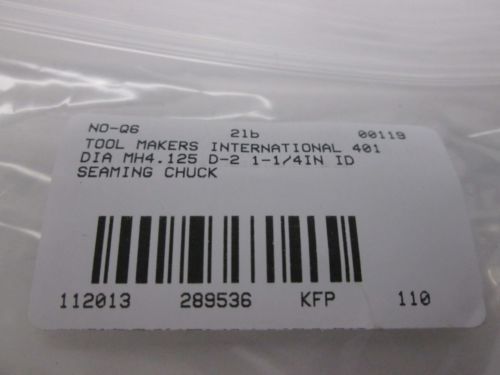 NO-Q6 2lb 00119
TOOL MAKERS INTERNATIONAL 401
DIA MH4.125 D-2 1-1/4IN ID
SEAMING CHUCK
112013 289536 KFP 110